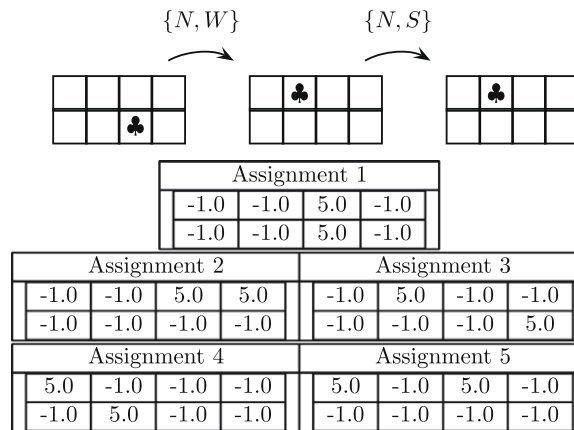 {N, W} {N, S}
♣ ♣
♣
Assignment 1
-1.0 -1.0 5.0 -1.0
-1.0 -1.0 5.0 -1.0
Assignment 2 Assignment 3
-1.0 -1.0 5.0 5.0 -1.0 5.0 -1.0 -1.0
-1.0 -1.0 -1.0 -1.0 -1.0 -1.0 -1.0 5.0
Assignment 4 Assignment 5
5.0 -1.0 -1.0 -1.0 5.0 -1.0 5.0 -1.0
-1.0 5.0 -1.0 -1.0 -1.0 -1.0 -1.0 -1.0